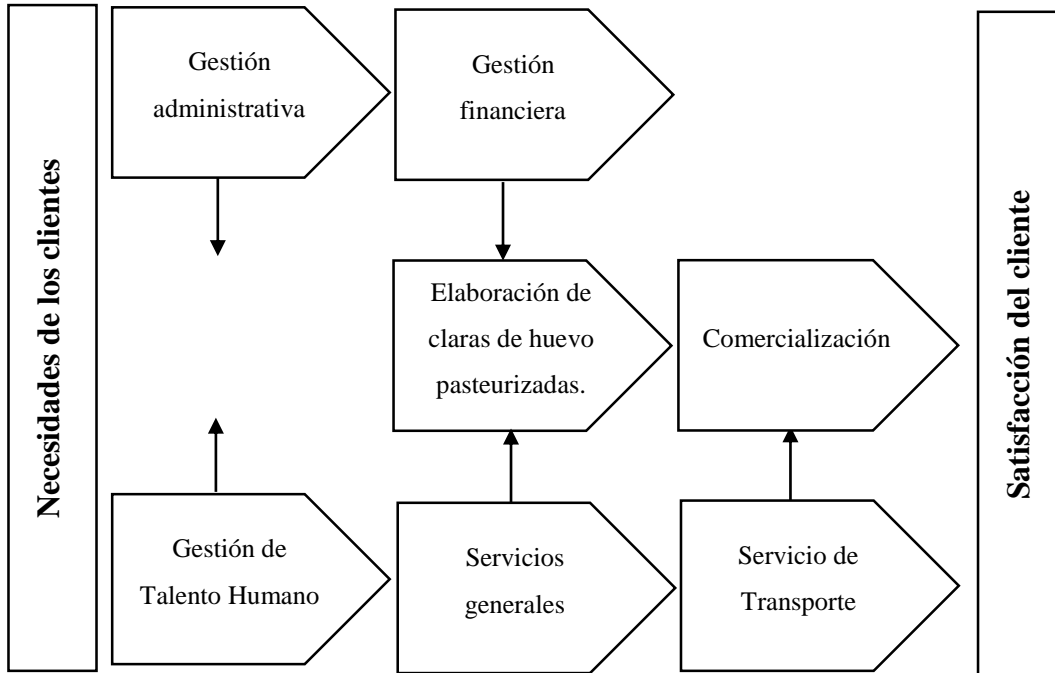 Necesidades de los clientes
Gestión
administrativa
Gestión
financiera
Elaboración de
claras de huevo
pasteurizadas.
Comercialización
Gestión de
Talento Humano
Servicios
generales
Servicio de
Transporte
Satisfacción del cliente